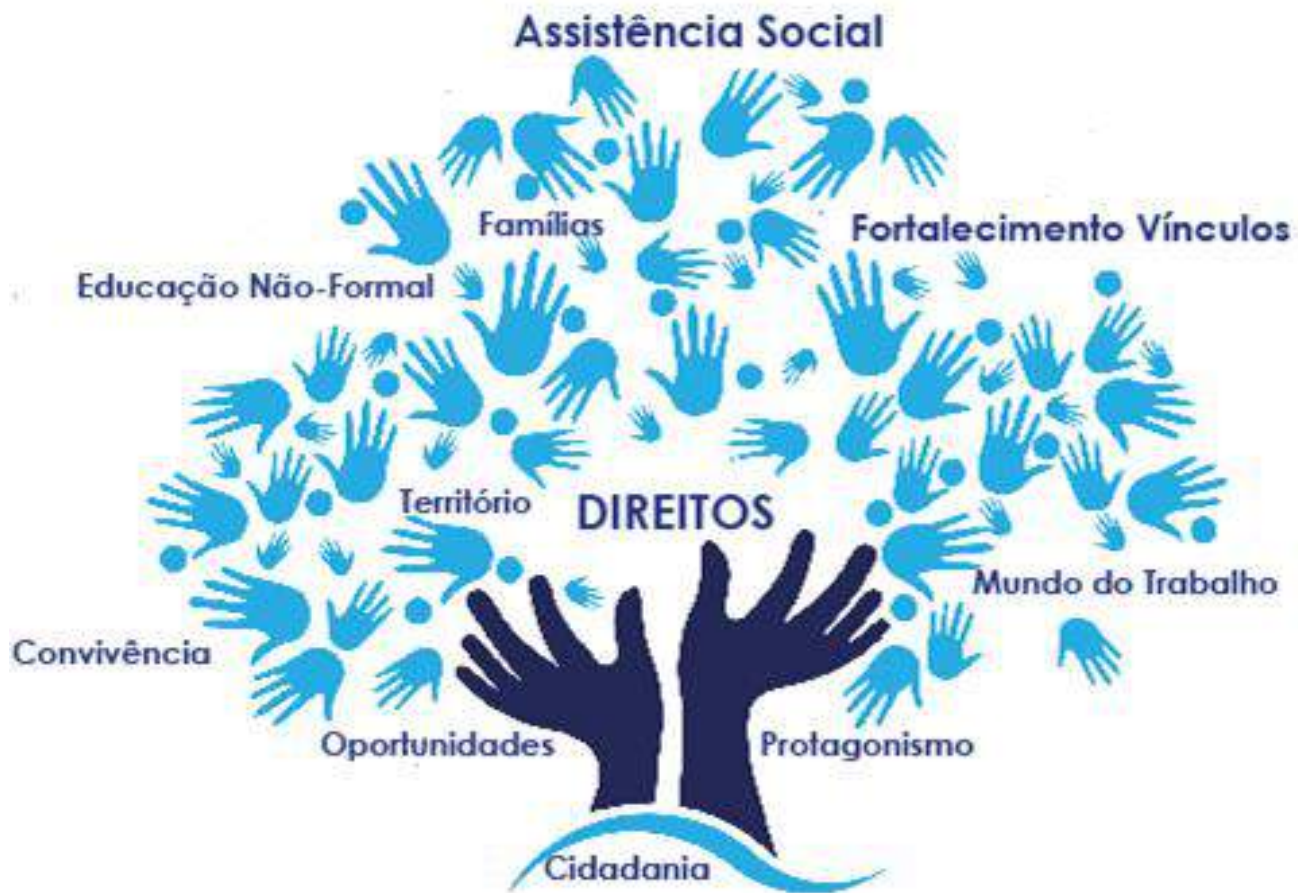 Assistência Social
Famílias
Fortalecimento Vínculos
Educação Não-Formal
Território
DIREITOS
Mundo do Trabalho
Convivência
Oportunidades
Protagonismo
Cidadania